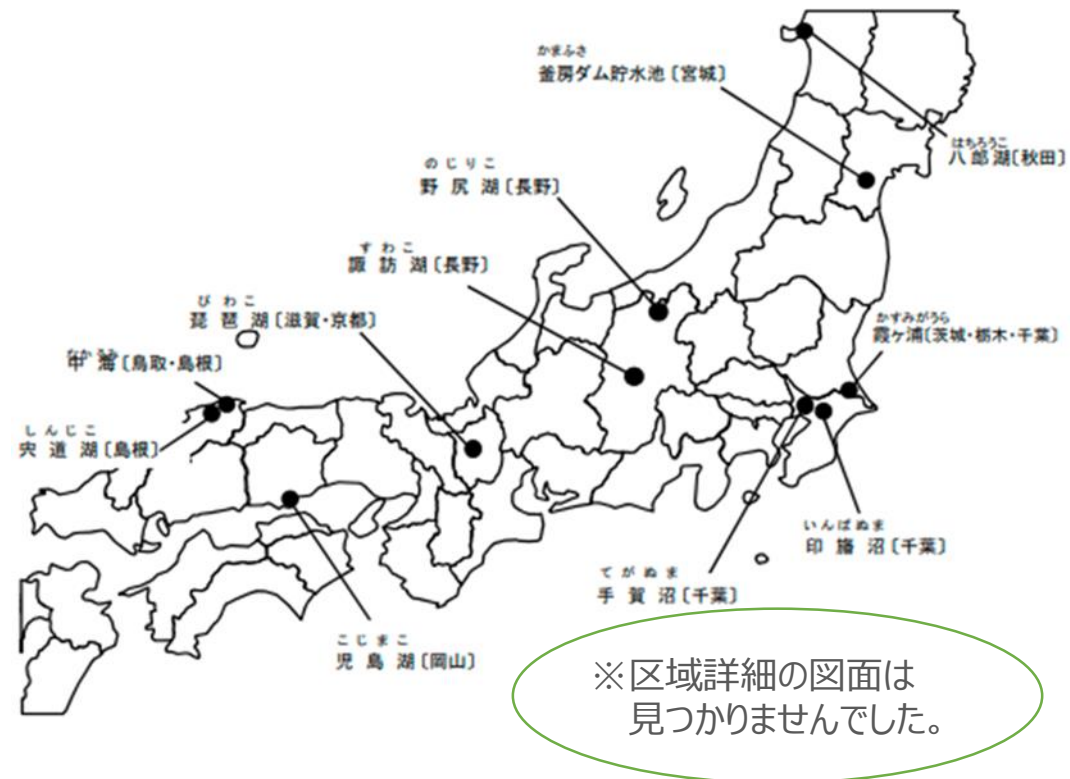 かまふさ
釜房ダム貯水池〔宮城〕
はちろうこ
八郎湖〔秋田〕
のじりこ
野尻湖〔長野〕
すわこ
諏訪湖〔長野〕
びわこ
琵琶湖〔滋賀・京都〕
かすみがうら
霞ヶ浦〔茨城・栃木・千葉〕
中海〔鳥取・島根〕
しんじこ
宍道湖〔島根〕
いんばぬま
印旛沼〔千葉〕
てがぬま
手賀沼〔千葉〕
こじまこ
児島湖〔岡山〕
※区域詳細の図面は
見つかりませんでした。